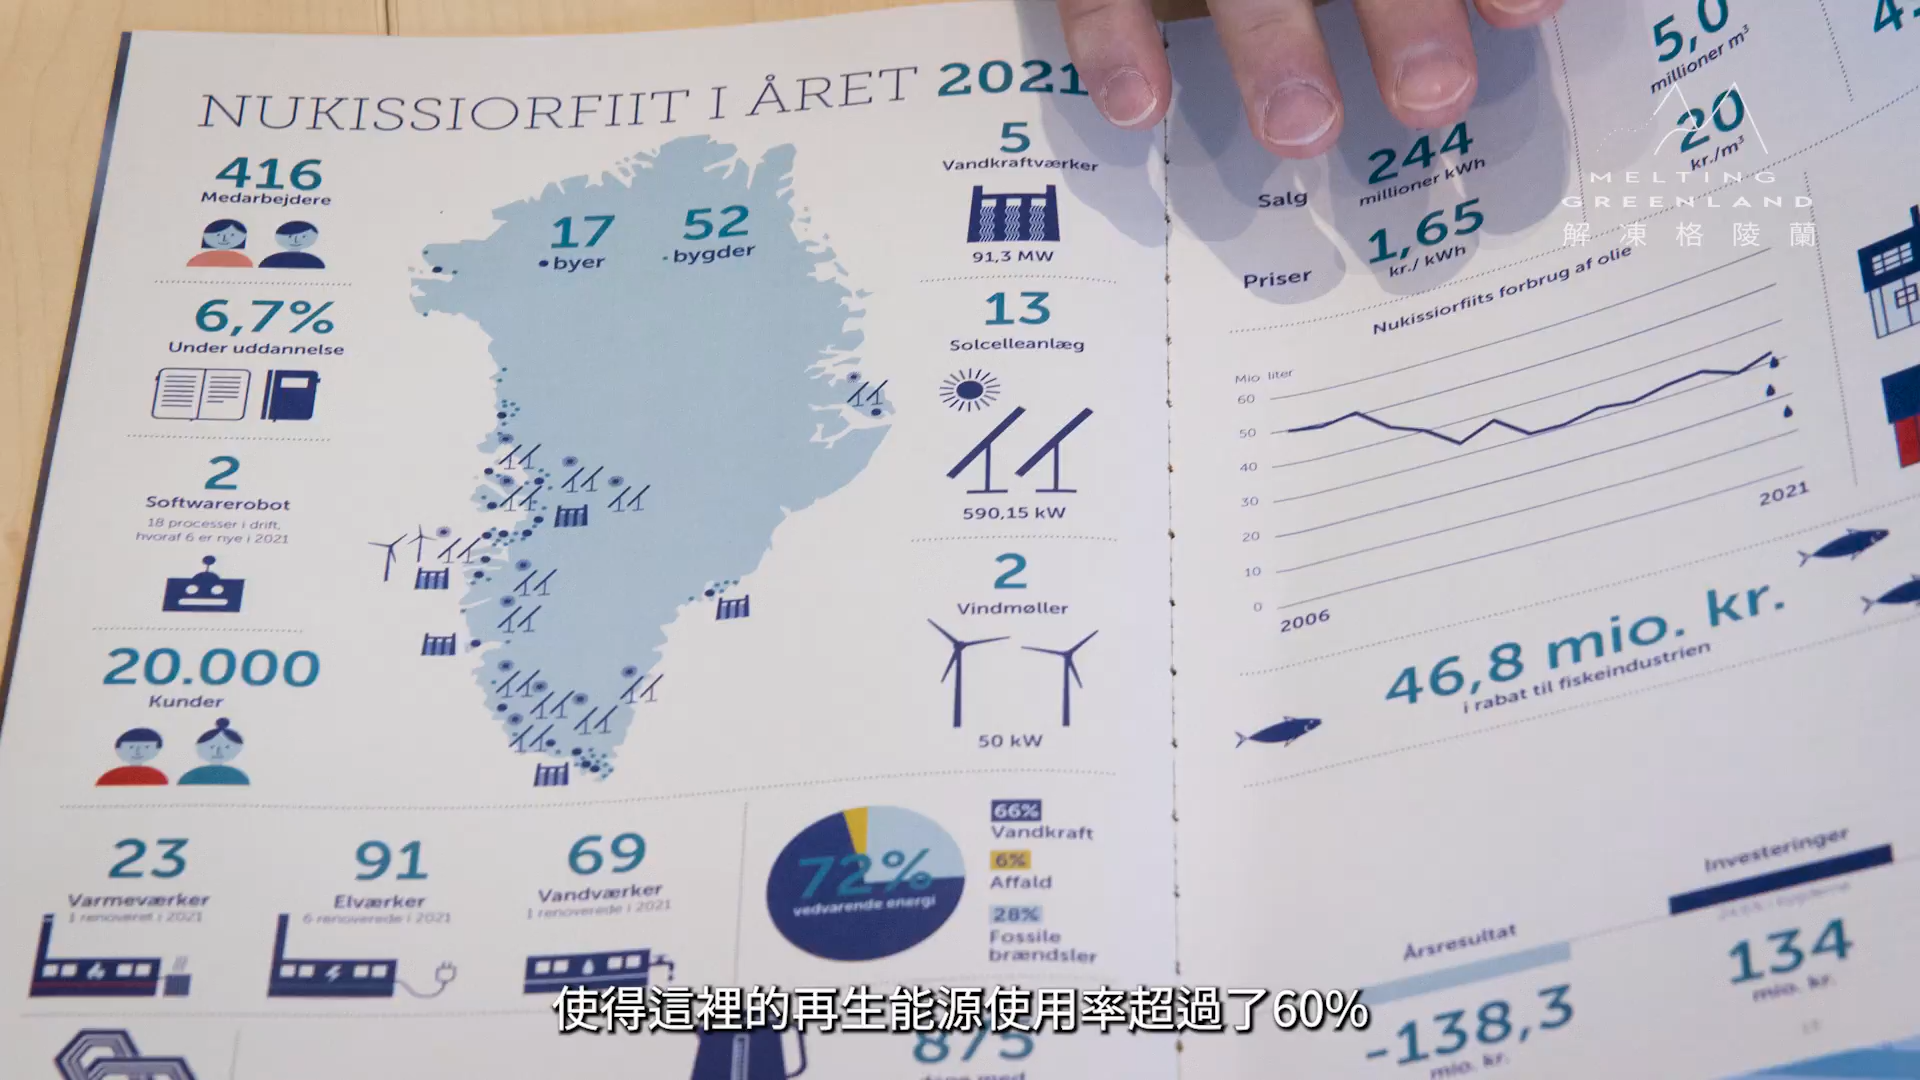 NUKISSIORFIIT I ÅRET 2021
416
Medarbejdere
6,7%
Under uddannelse
2
Softwarerobot
18 processer i drift,
hvoraf 6 er nye i 2021
20.000
Kunder
17
byer
52
bygder
5
Vandkraftværker
91,3 MW
13
Solcelleanlæg
590,15 kW
2
Vindmøller
50 kW
23
Varmeværker
1 renoveret i 2021
91
Elværker
6 renoverede i 2021
69
Vandværker
1 renoverede i 2021
72%
vedvarende energi
66%
Vandkraft
6%
Affald
28%
Fossile
brændsler
875
Salg
244
millioner kWh
5,0
millioner m³
Priser
1,65
kr./ kWh
20
kr./m³
MELTING
GREENLAND
解凍格陵蘭
Nukissiorfiits forbrug af olie
Mio liter
60
50
40
30
20
10
0
2006
2021
46,8 mio. kr.
i rabat til fiskeindustrien
Årsresultat
-138,3
mio. kr.
Investeringer
134
mio. kr.
使得這裡的再生能源使用率超過了60%